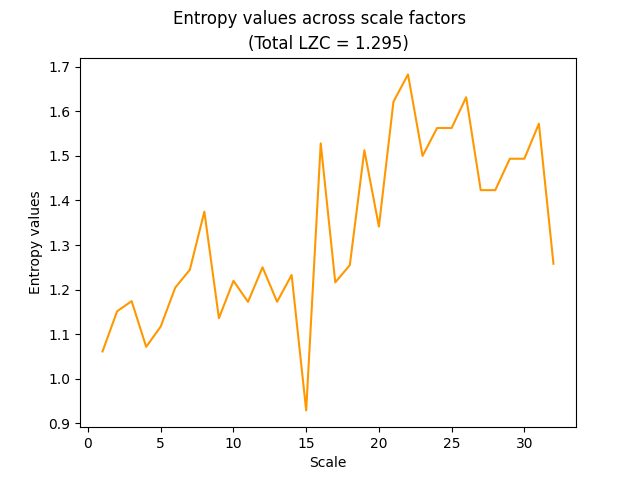 Entropy values across scale factors
(Total LZC = 1.295)
1.7
1.6
1.5
1.4
1.3
1.2
1.1
1.0
0.9
Entropy values
0 5 10 15 20 25 30
Scale